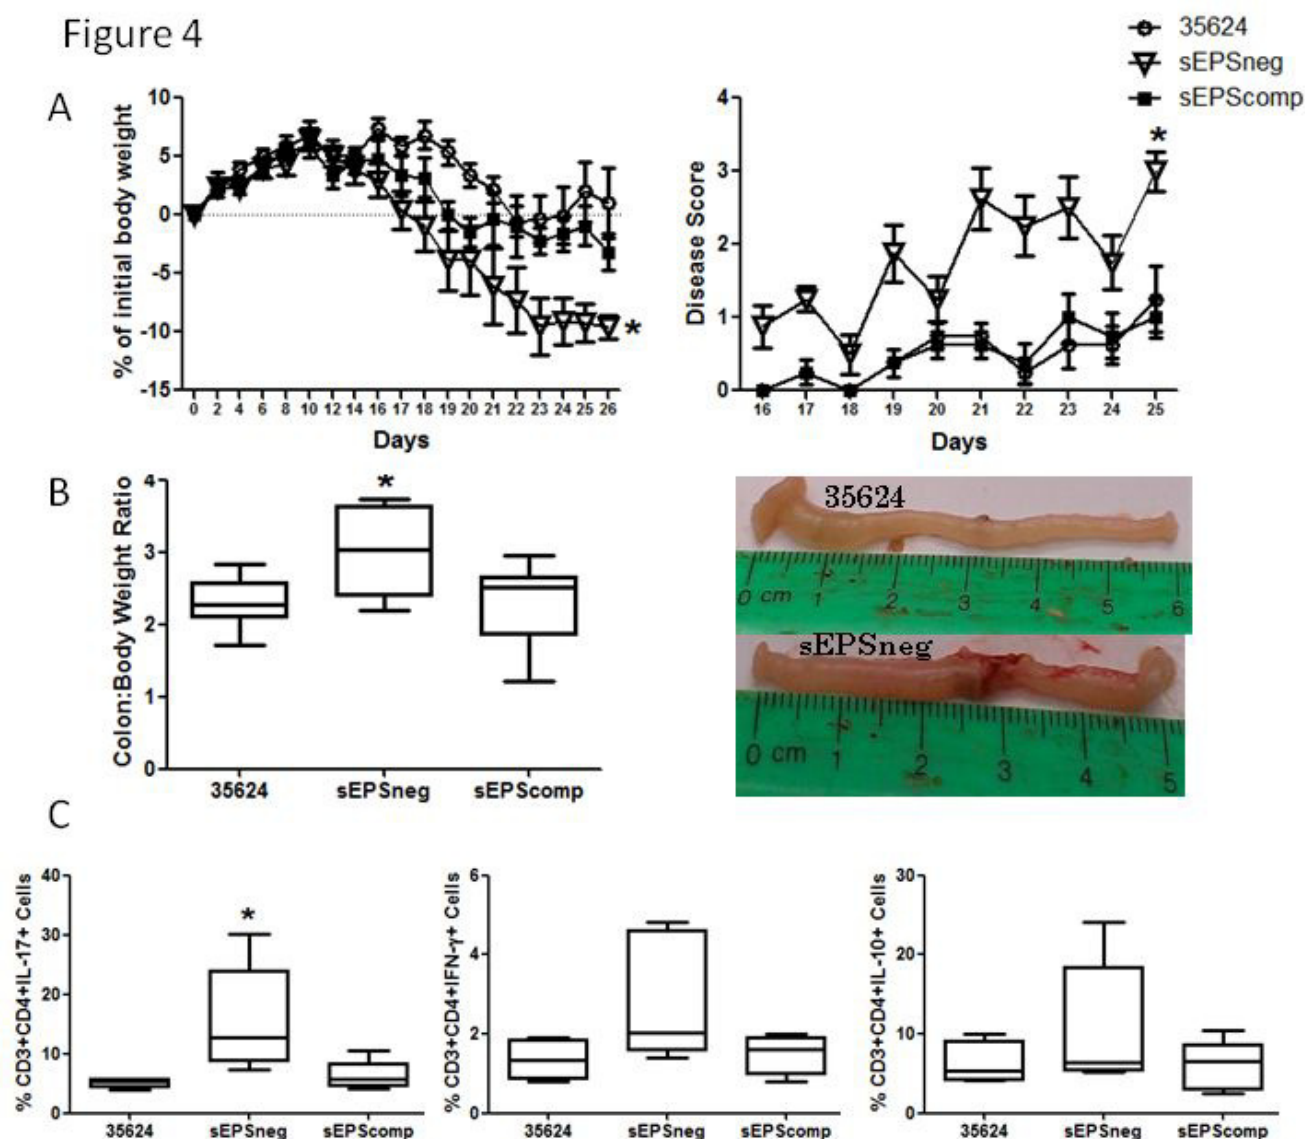 Figure 4
35624
sEPSneg
sEPScomp
A
% of initial body weight
10
5
0
-5
-10
-15
*
0 2 4 6 8 10 12 14 16 17 18 19 20 21 22 23 24 25 26
Days
Disease Score
4
3
2
1
0
*
16 17 18 19 20 21 22 23 24 25
Days
B
Colon:Body Weight Ratio
4
3
2
1
0
*
35624 sEPSneg sEPScomp
35624
0 cm 1 2 3 4 5 6
sEPSneg
0 cm 1 2 3 4 5
C
% CD3+CD4+IL-17+ Cells
40
30
20
10
0
*
35624 sEPSneg sEPScomp
% CD3+CD4+IFN-γ+ Cells
6
4
2
0
35624 sEPSneg sEPScomp
% CD3+CD4+IL-10+ Cells
30
20
10
0
35624 sEPSneg sEPScomp